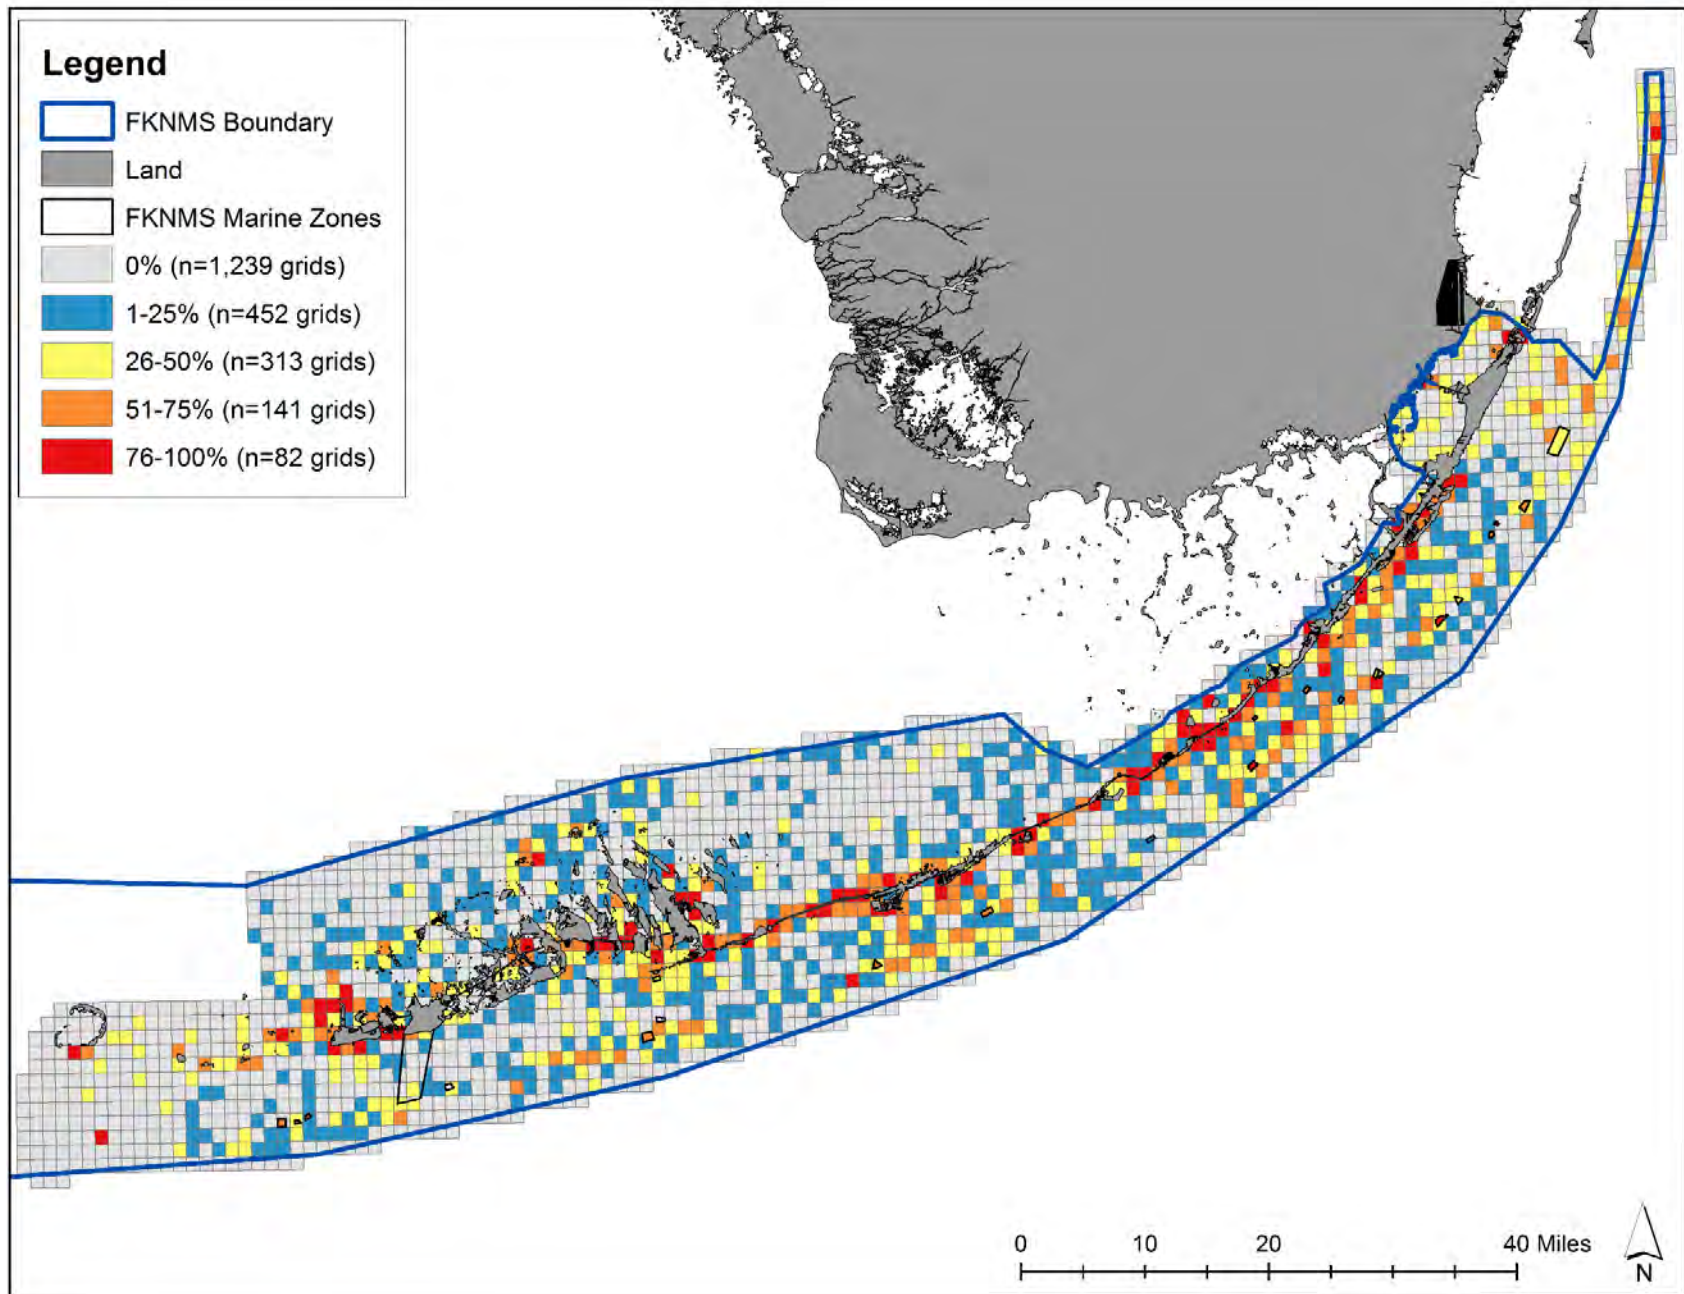 Legend
FKNMS Boundary
Land
FKNMS Marine Zones
0% (n=1,239 grids)
1-25% (n=452 grids)
26-50% (n=313 grids)
51-75% (n=141 grids)
76-100% (n=82 grids)
0 10 20 40 Miles
N